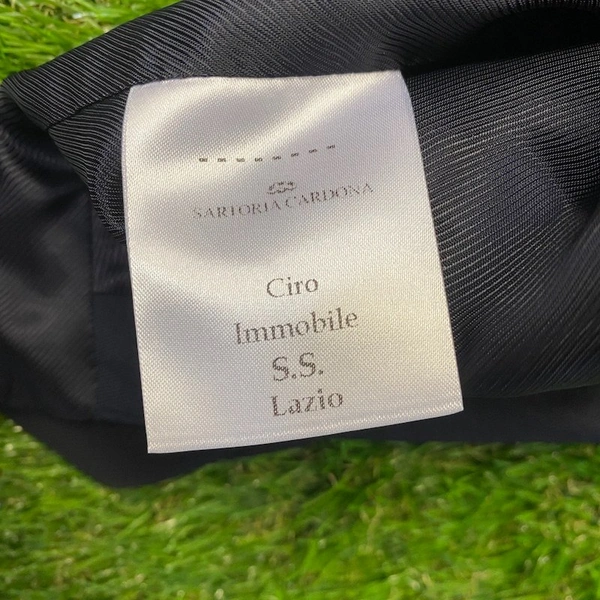 SARTORIA CARDONA
Ciro
Immobile
S.S.
Lazio